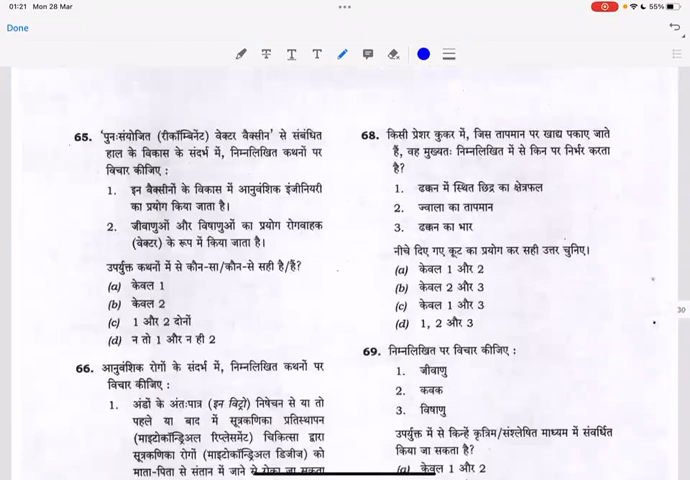 01:21 Mon 28 Mar
55%
Done
65. 'पुनःसंयोजित (रीकॉम्बिनेंट) वेक्टर वैक्सीन' से संबंधित
हाल के विकास के संदर्भ में, निम्नलिखित कथनों पर
विचार कीजिए :
1. इन वैक्सीनों के विकास में आनुवंशिक इंजीनियरी
का प्रयोग किया जाता है।
2. जीवाणुओं और विषाणुओं का प्रयोग रोगवाहक
(वेक्टर) के रूप में किया जाता है।
उपर्युक्त कथनों में से कौन-सा/कौन-से सही है/हैं?
(a) केवल 1
(b) केवल 2
(c) 1 और 2 दोनों
(d) न तो 1 और न ही 2
66. आनुवंशिक रोगों के संदर्भ में, निम्नलिखित कथनों पर
विचार कीजिए :
1. अंडों के अंतःपात्र (इन विट्रो) निषेचन से या तो
पहले या बाद में सूत्रकणिका प्रतिस्थापन
(माइटोकॉन्ड्रिअल रिप्लेसमेंट) चिकित्सा द्वारा
सूत्रकणिका रोगों (माइटोकॉन्ड्रिअल डिजीज) को
माता-पिता से संतान में जाने से रोका जा सकता
68. किसी प्रेशर कुकर में, जिस तापमान पर खाद्य पकाए जाते
हैं, वह मुख्यतः निम्नलिखित में से किन पर निर्भर करता
है?
1. ढक्कन में स्थित छिद्र का क्षेत्रफल
2. ज्वाला का तापमान
3. ढक्कन का भार
नीचे दिए गए कूट का प्रयोग कर सही उत्तर चुनिए।
(a) केवल 1 और 2
(b) केवल 2 और 3
(c) केवल 1 और 3
(d) 1, 2 और 3
69. निम्नलिखित पर विचार कीजिए :
1. जीवाणु
2. कवक
3. विषाणु
उपर्युक्त में से किन्हें कृत्रिम/संश्लेषित माध्यम में संवर्धित
किया जा सकता है?
(a) केवल 1 और 2
30